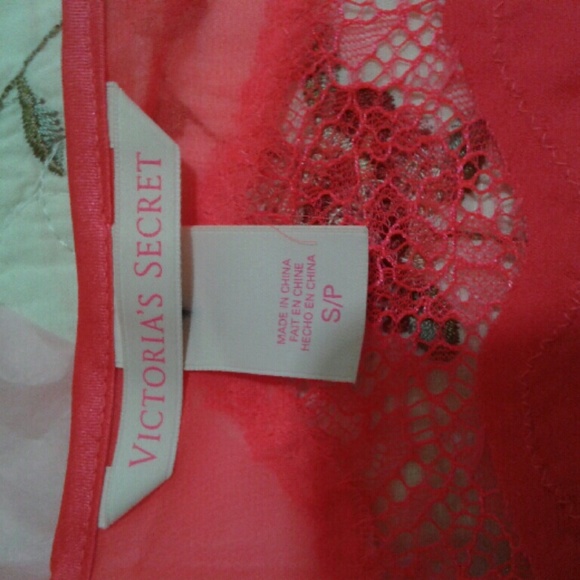 VICTORIA'S SECRET
MADE IN CHINA
FAIT EN CHINE
HECHO EN CHINA
S/P